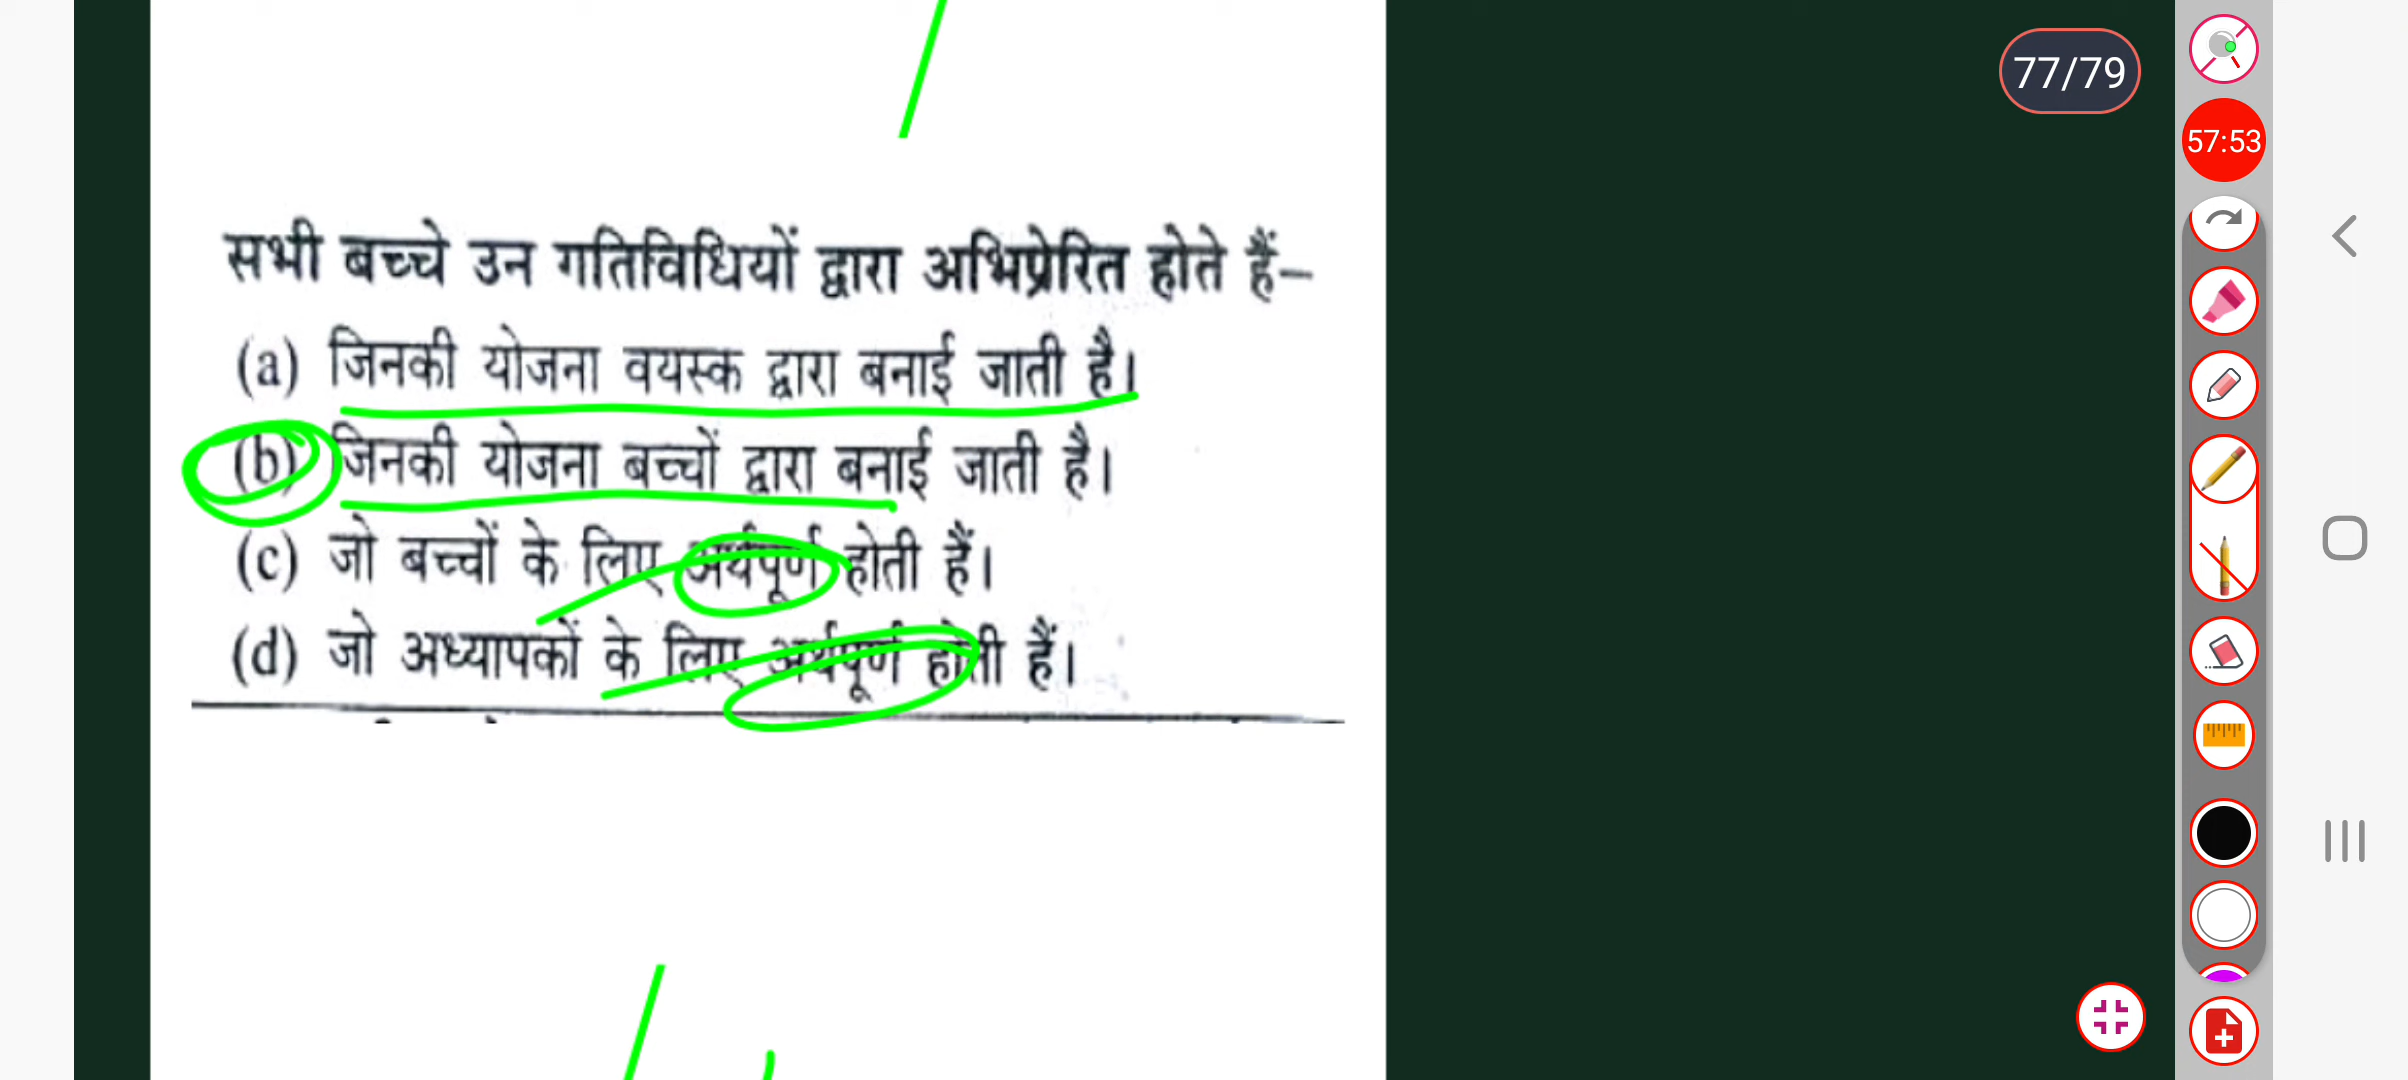 77/79
57:53
सभी बच्चे उन गतिविधियों द्वारा अभिप्रेरित होते हैं–
(a) जिनकी योजना वयस्क द्वारा बनाई जाती है।
(b) जिनकी योजना बच्चों द्वारा बनाई जाती है।
(c) जो बच्चों के लिए अर्थपूर्ण होती हैं।
(d) जो अध्यापकों के लिए अर्थपूर्ण होती हैं।